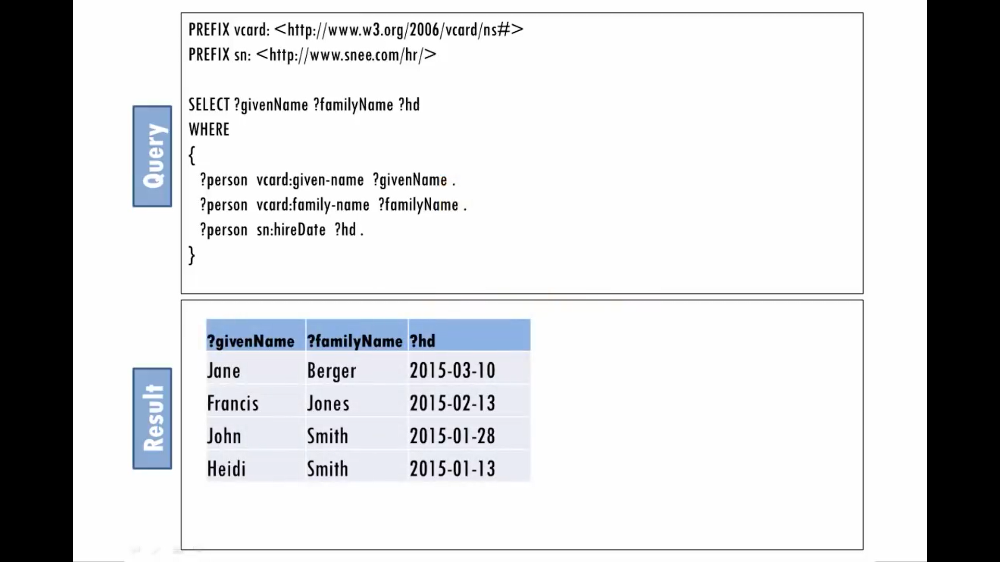 Query
PREFIX vcard: <http://www.w3.org/2006/vcard/ns#>
PREFIX sn: <http://www.snee.com/hr/>
SELECT ?givenName ?familyName ?hd
WHERE
{
?person vcard:given-name ?givenName .
?person vcard:family-name ?familyName .
?person sn:hireDate ?hd .
}
Result
?givenName ?familyName ?hd
Jane Berger 2015-03-10
Francis Jones 2015-02-13
John Smith 2015-01-28
Heidi Smith 2015-01-13